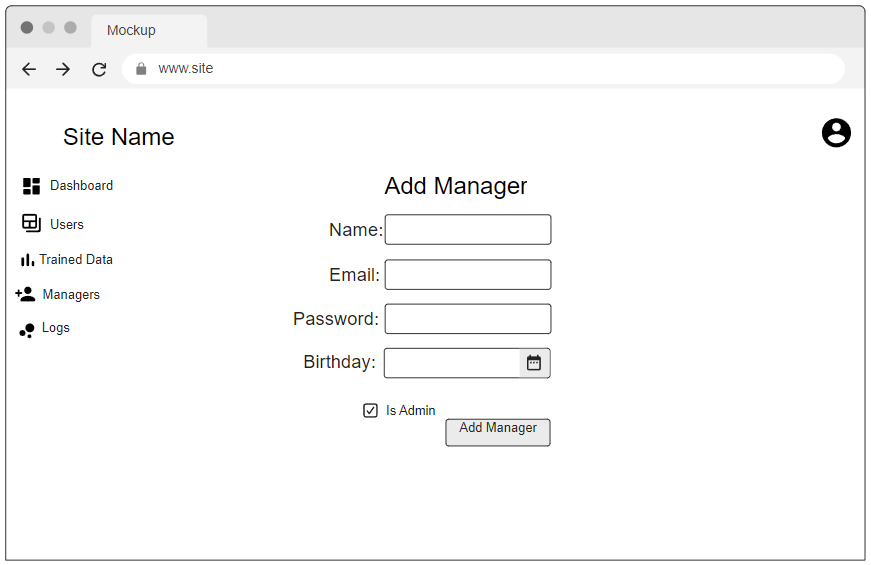 Mockup
www.site
Site Name
Dashboard
Users
Trained Data
Managers
Logs
Add Manager
Name:
Email:
Password:
Birthday:
Is Admin
Add Manager